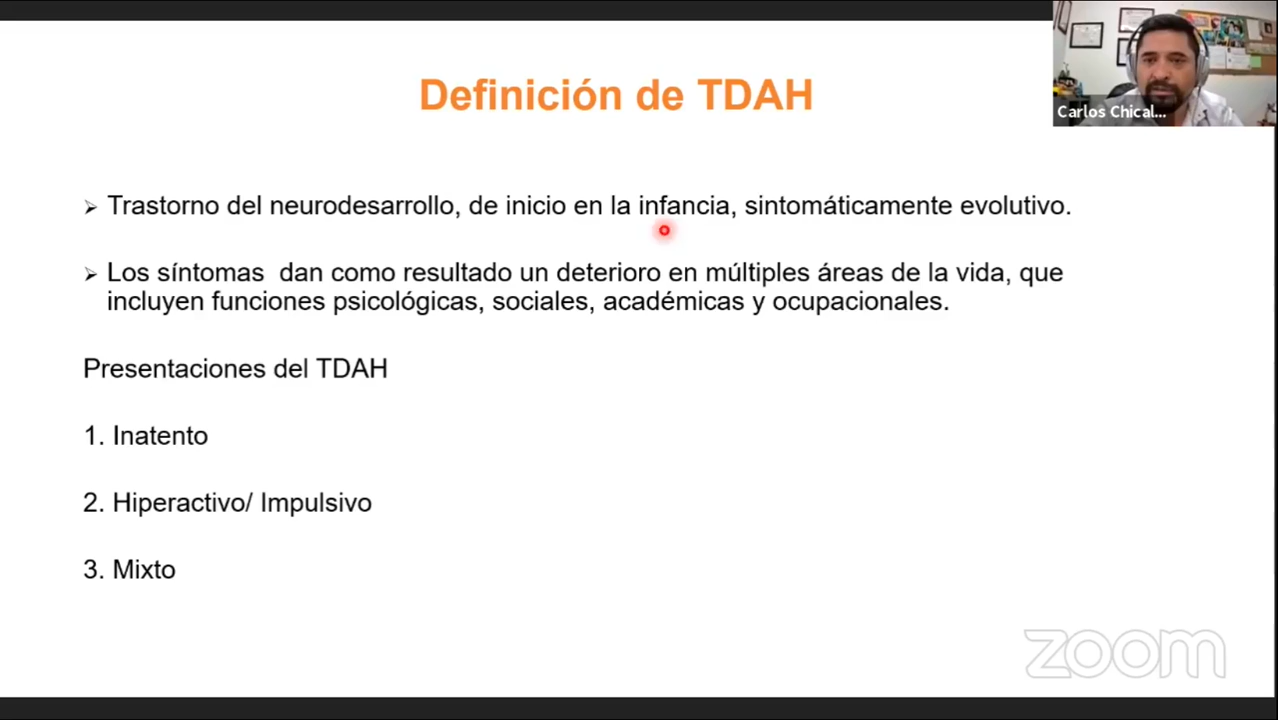 Definición de TDAH
Carlos Chical...
Trastorno del neurodesarrollo, de inicio en la infancia, sintomáticamente evolutivo.
Los síntomas  dan como resultado un deterioro en múltiples áreas de la vida, que
incluyen funciones psicológicas, sociales, académicas y ocupacionales.
Presentaciones del TDAH
1. Inatento
2. Hiperactivo/ Impulsivo
3. Mixto
zoom